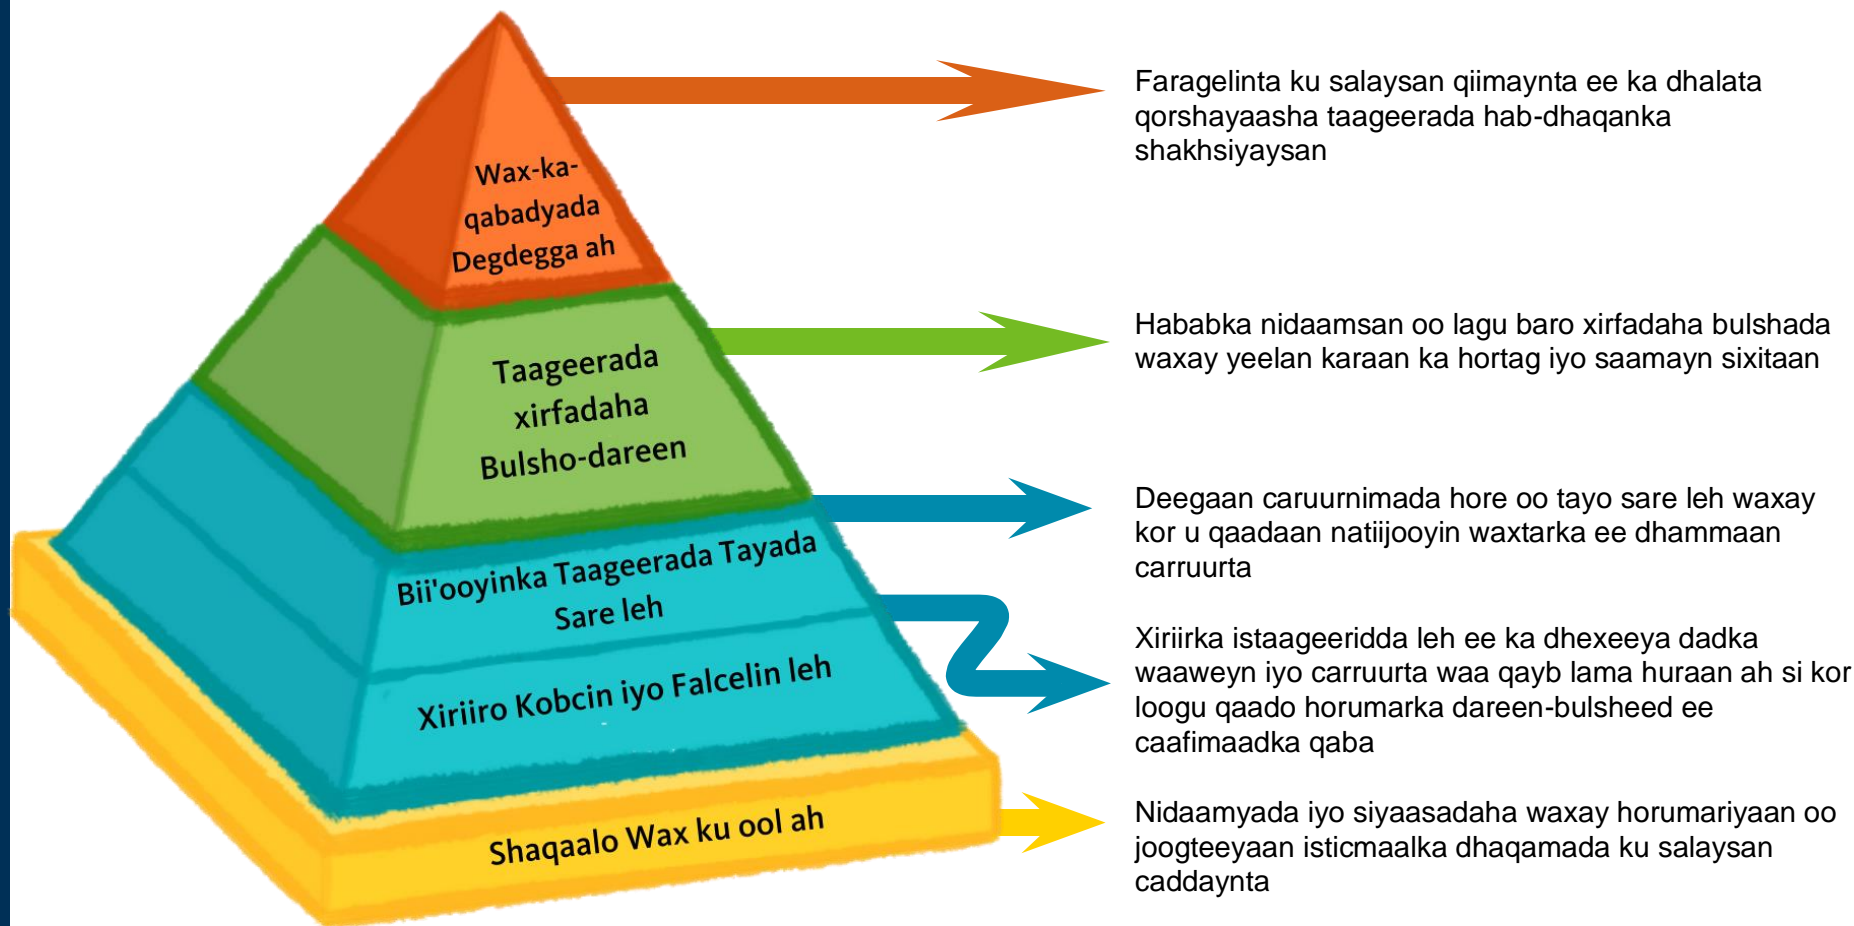 Wax-ka-
qabadyada
Degdegga ah
Faragelinta ku salaysan qiimaynta ee ka dhalata
qorshayaasha taageerada hab-dhaqanka
shakhsiyaysan
Taageerada
xirfadaha
Bulsho-dareen
Hababka nidaamsan oo lagu baro xirfadaha bulshada
waxay yeelan karaan ka hortag iyo saamayn sixitaan
Bii'ooyinka Taageerada Tayada
Sare leh
Deegaan caruurnimada hore oo tayo sare leh waxay
kor u qaadaan natiijooyin waxtarka ee dhammaan
carruurta
Xiriiro Kobcin iyo Falcelin leh
Xiriirka istaageeridda leh ee ka dhexeeya dadka
waaweyn iyo carruurta waa qayb lama huraan ah si kor
loogu qaado horumarka dareen-bulsheed ee
caafimaadka qaba
Shaqaalo Wax ku ool ah
Nidaamyada iyo siyaasadaha waxay horumariyaan oo
joogteeyaan isticmaalka dhaqamada ku salaysan
caddaynta